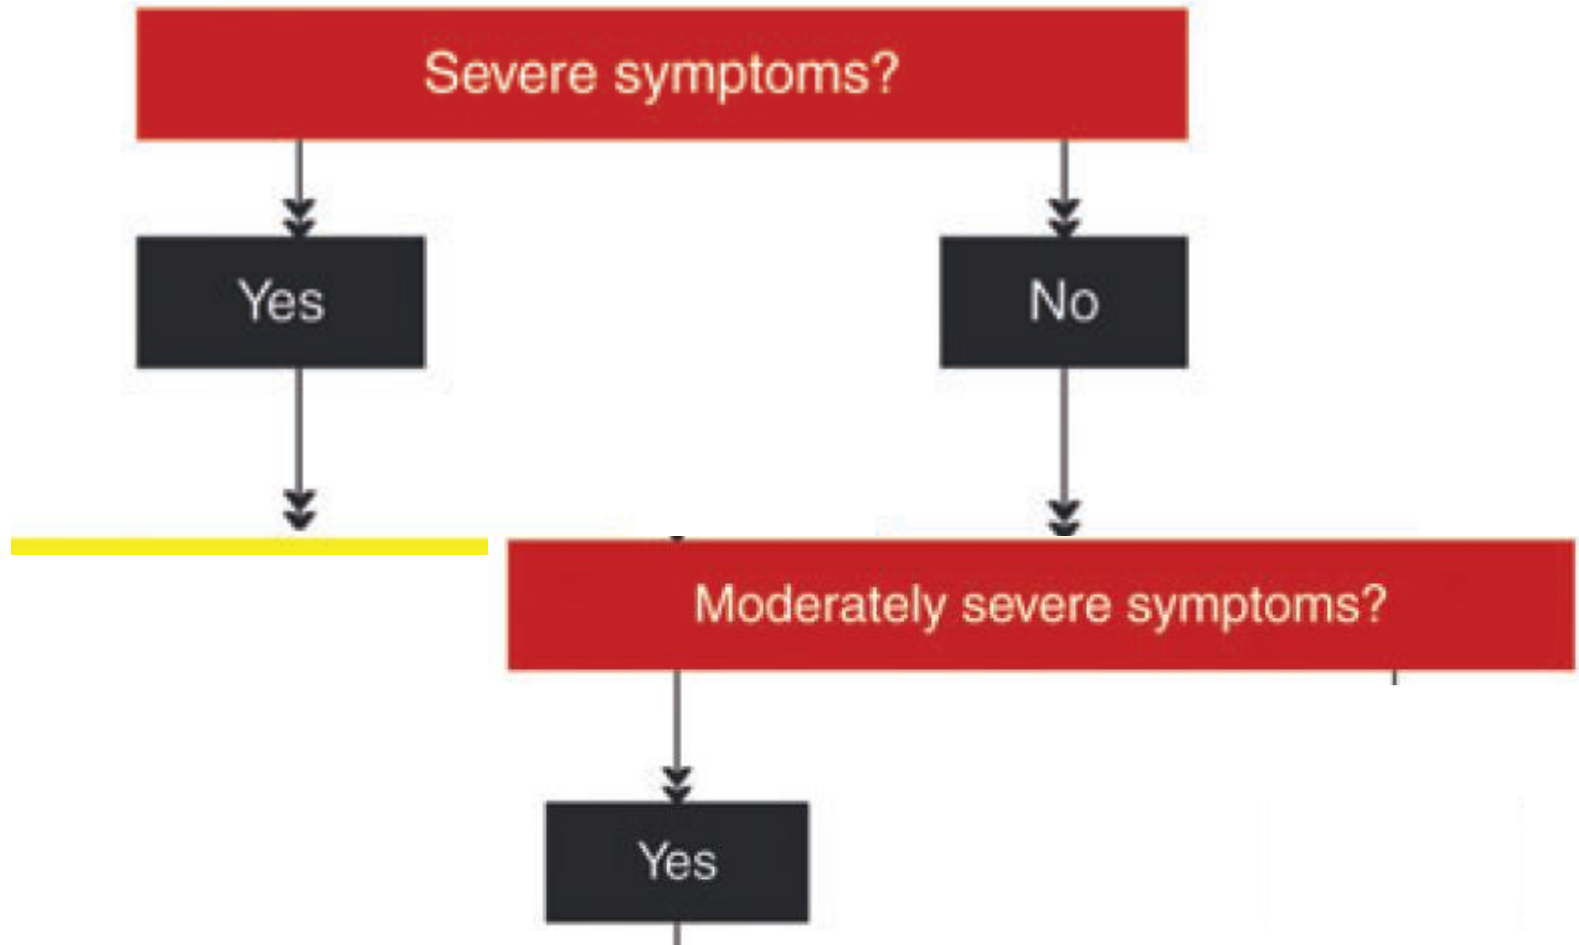 Severe symptoms?
Yes
No
Moderately severe symptoms?
Yes